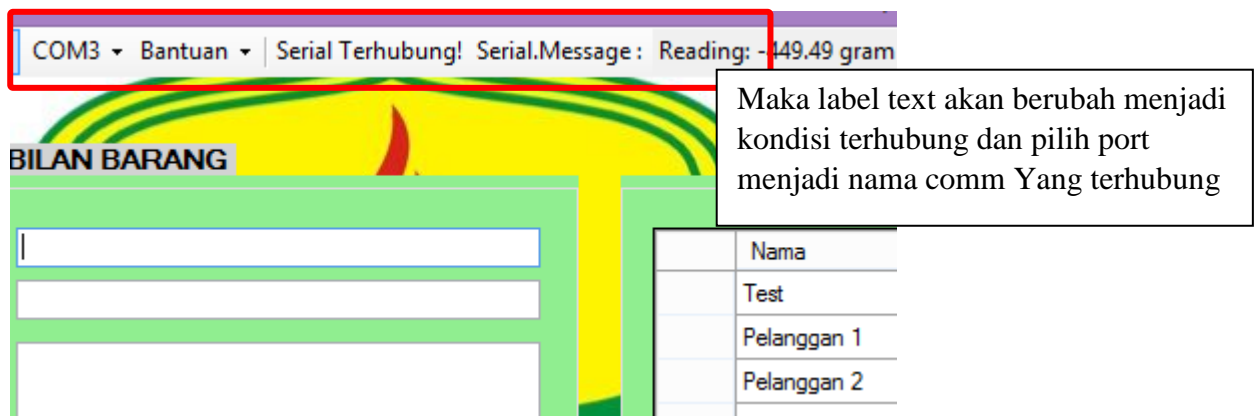 COM3 Bantuan Serial Terhubung! Serial.Message : Reading: -449.49 gram
Maka label text akan berubah menjadi
kondisi terhubung dan pilih port
menjadi nama comm Yang terhubung
BILAN BARANG
Nama
Test
Pelanggan 1
Pelanggan 2